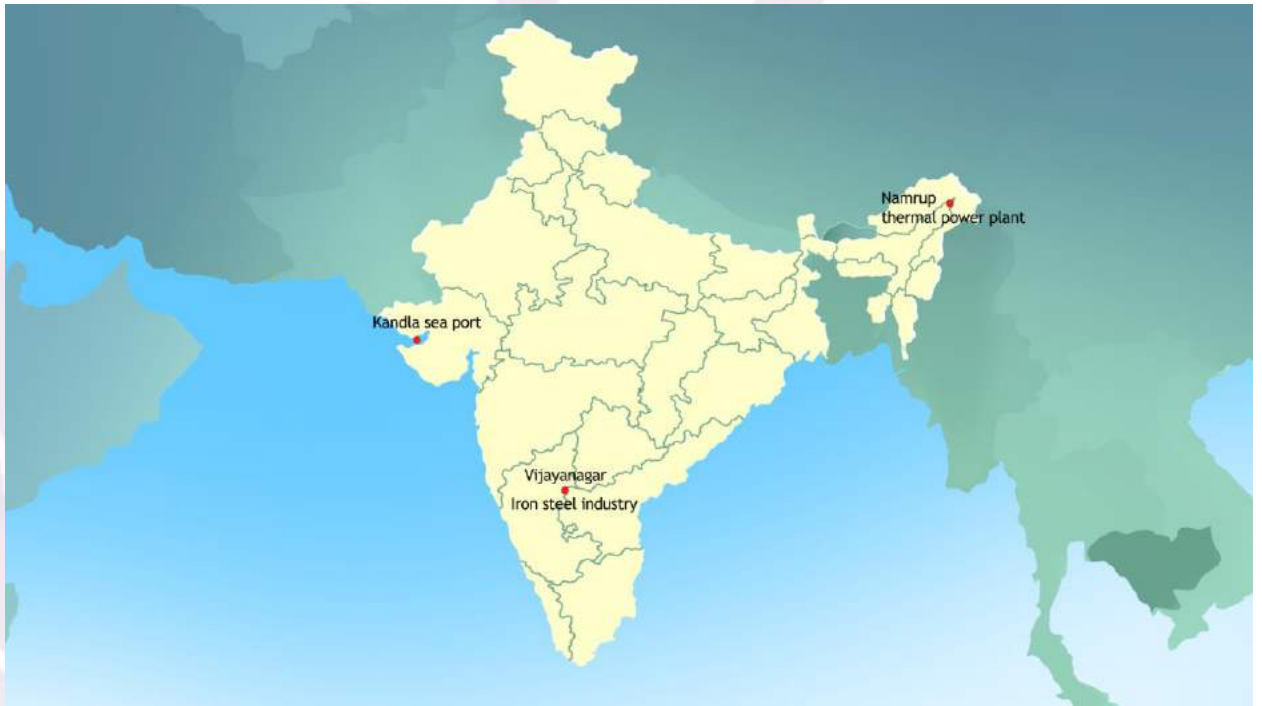 Namrup
thermal power plant
Kandla sea port
Vijayanagar
Iron steel industry